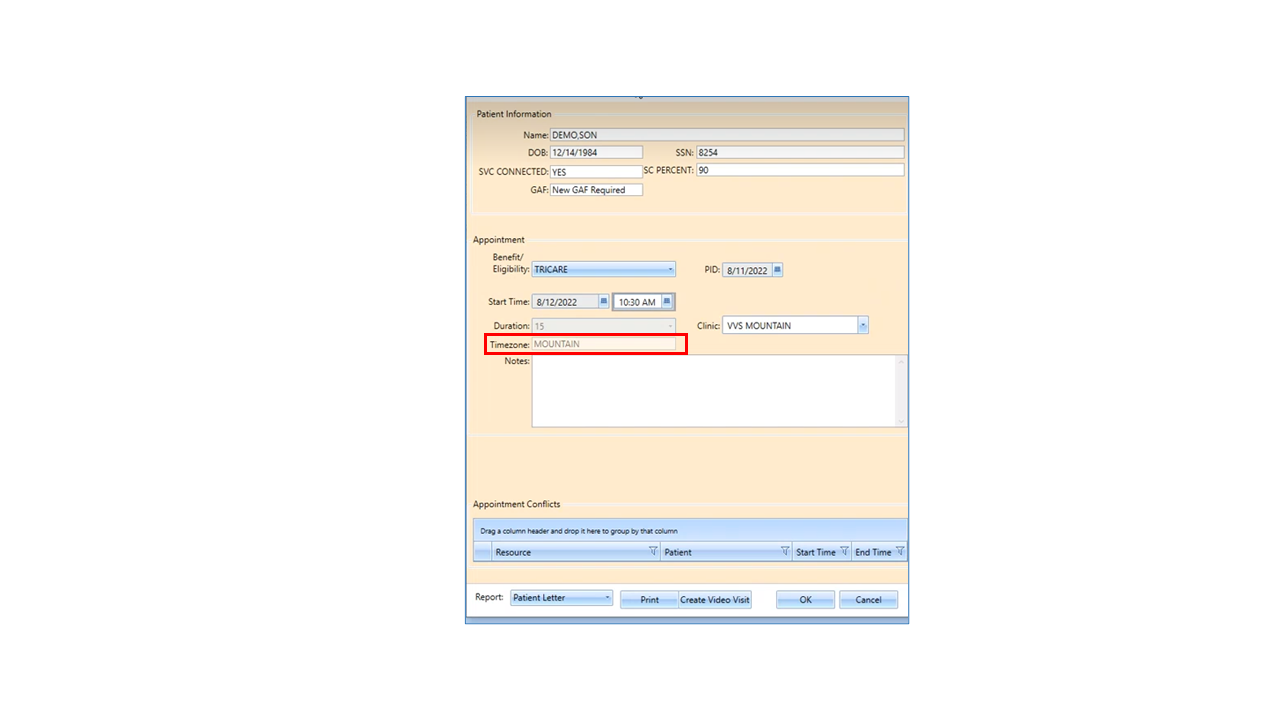 Patient Information
Name: DEMO,SON
DOB: 12/14/1984 SSN: 8254
SVC CONNECTED: YES SC PERCENT: 90
GAF: New GAF Required
Appointment
Benefit/
Eligibility: TRICARE PID: 8/11/2022
Start Time: 8/12/2022 10:30 AM
Duration: 15 Clinic: VVS MOUNTAIN
Timezone: MOUNTAIN
Notes:
Appointment Conflicts
Drag a column header and drop it here to group by that column
Resource Patient Start Time End Time
Report: Patient Letter Print Create Video Visit OK Cancel